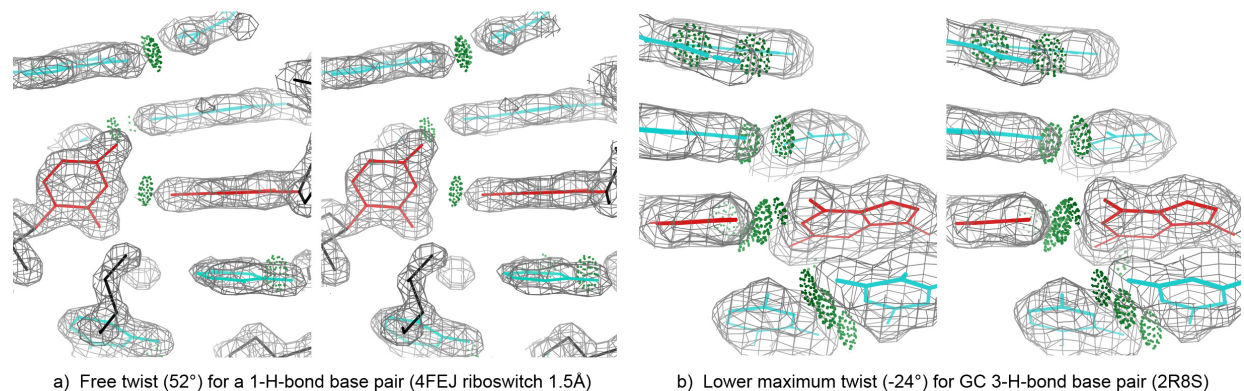 a) Free twist (52°) for a 1-H-bond base pair (4FEJ riboswitch 1.5Å)
b) Lower maximum twist (-24°) for GC 3-H-bond base pair (2R8S)